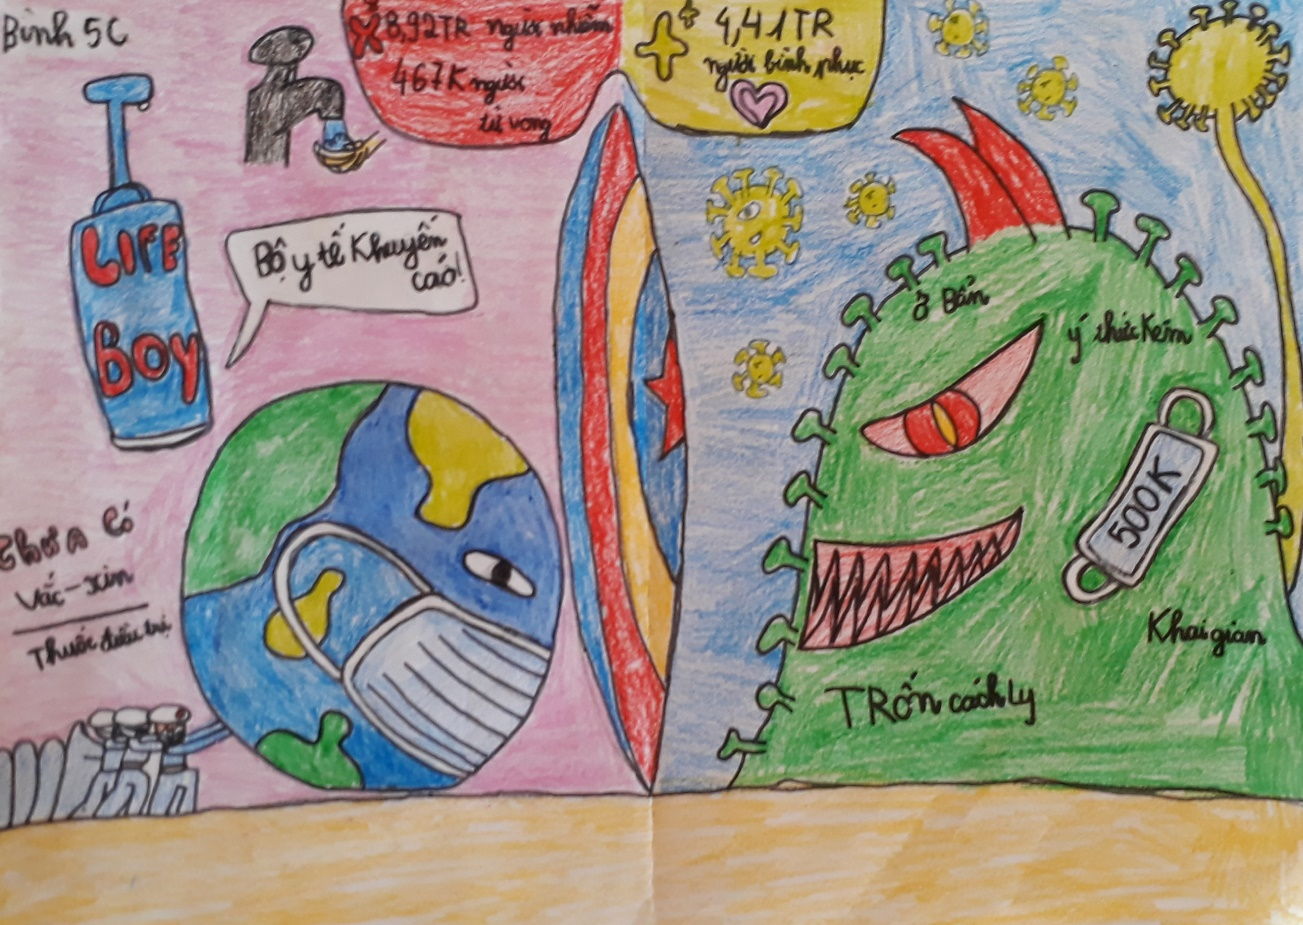 Bình 5C
8,92TR người nhiễm
467K người
tử vong
4,41TR
người bình phục
LIFE
BOY
Bộ y tế Khuyến
cáo!
ở Bẩn
ý thức Kém
500K
Khai gian
TRốn cách ly
Chưa Có
Vắc-xin
Thuốc điều trị